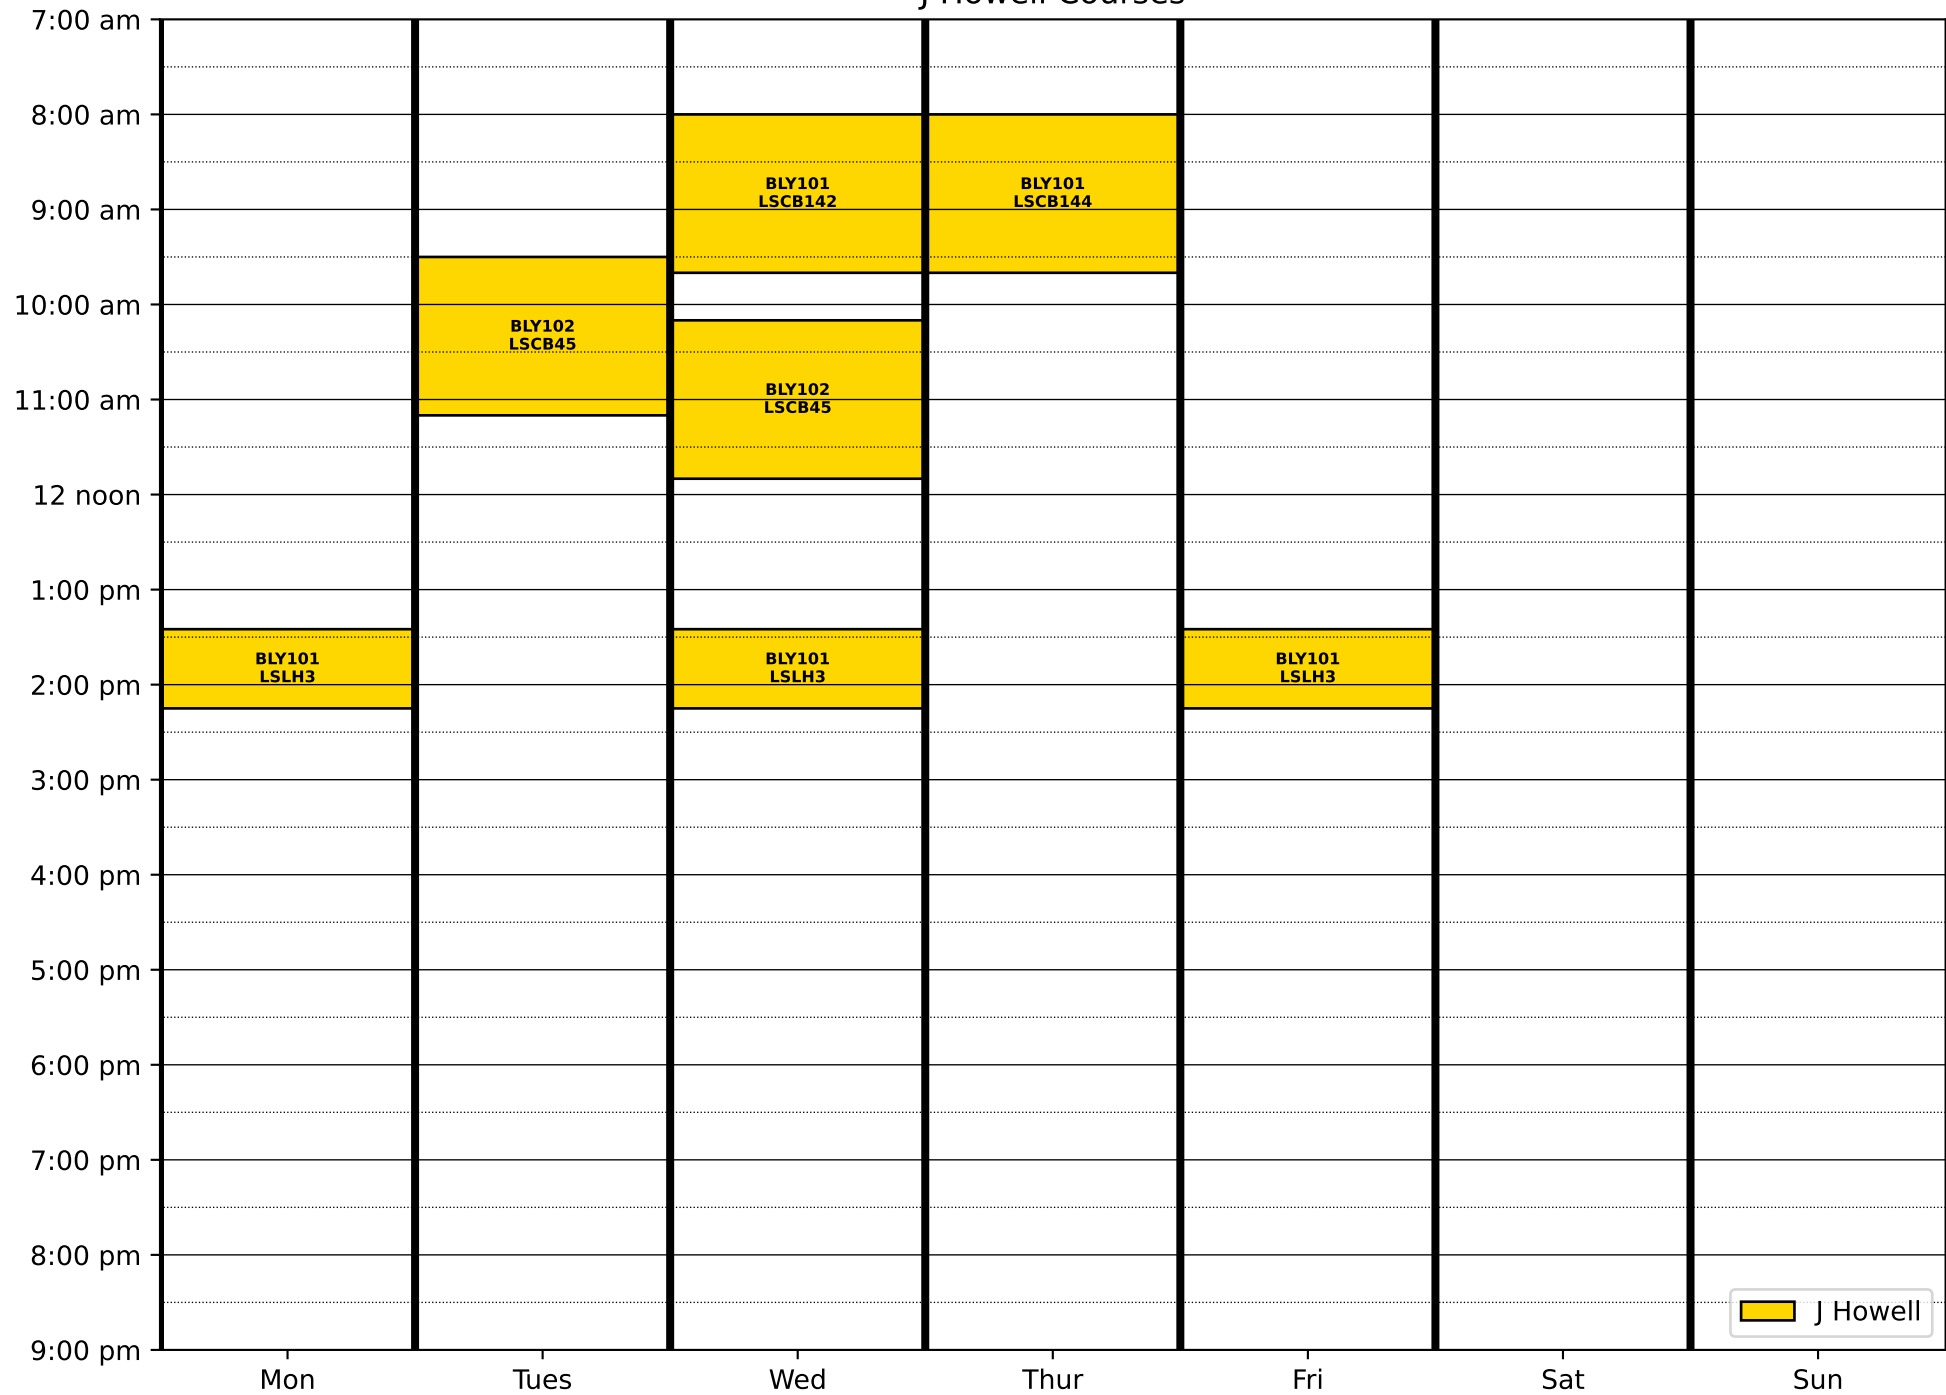 J Howell Courses
7:00 am
8:00 am
9:00 am
10:00 am
11:00 am
12 noon
1:00 pm
2:00 pm
3:00 pm
4:00 pm
5:00 pm
6:00 pm
7:00 pm
8:00 pm
9:00 pm
BLY101
LSCB142
BLY101
LSCB144
BLY102
LSCB45
BLY102
LSCB45
BLY101
LSLH3
BLY101
LSLH3
BLY101
LSLH3
J Howell
Mon
Tues
Wed
Thur
Fri
Sat
Sun